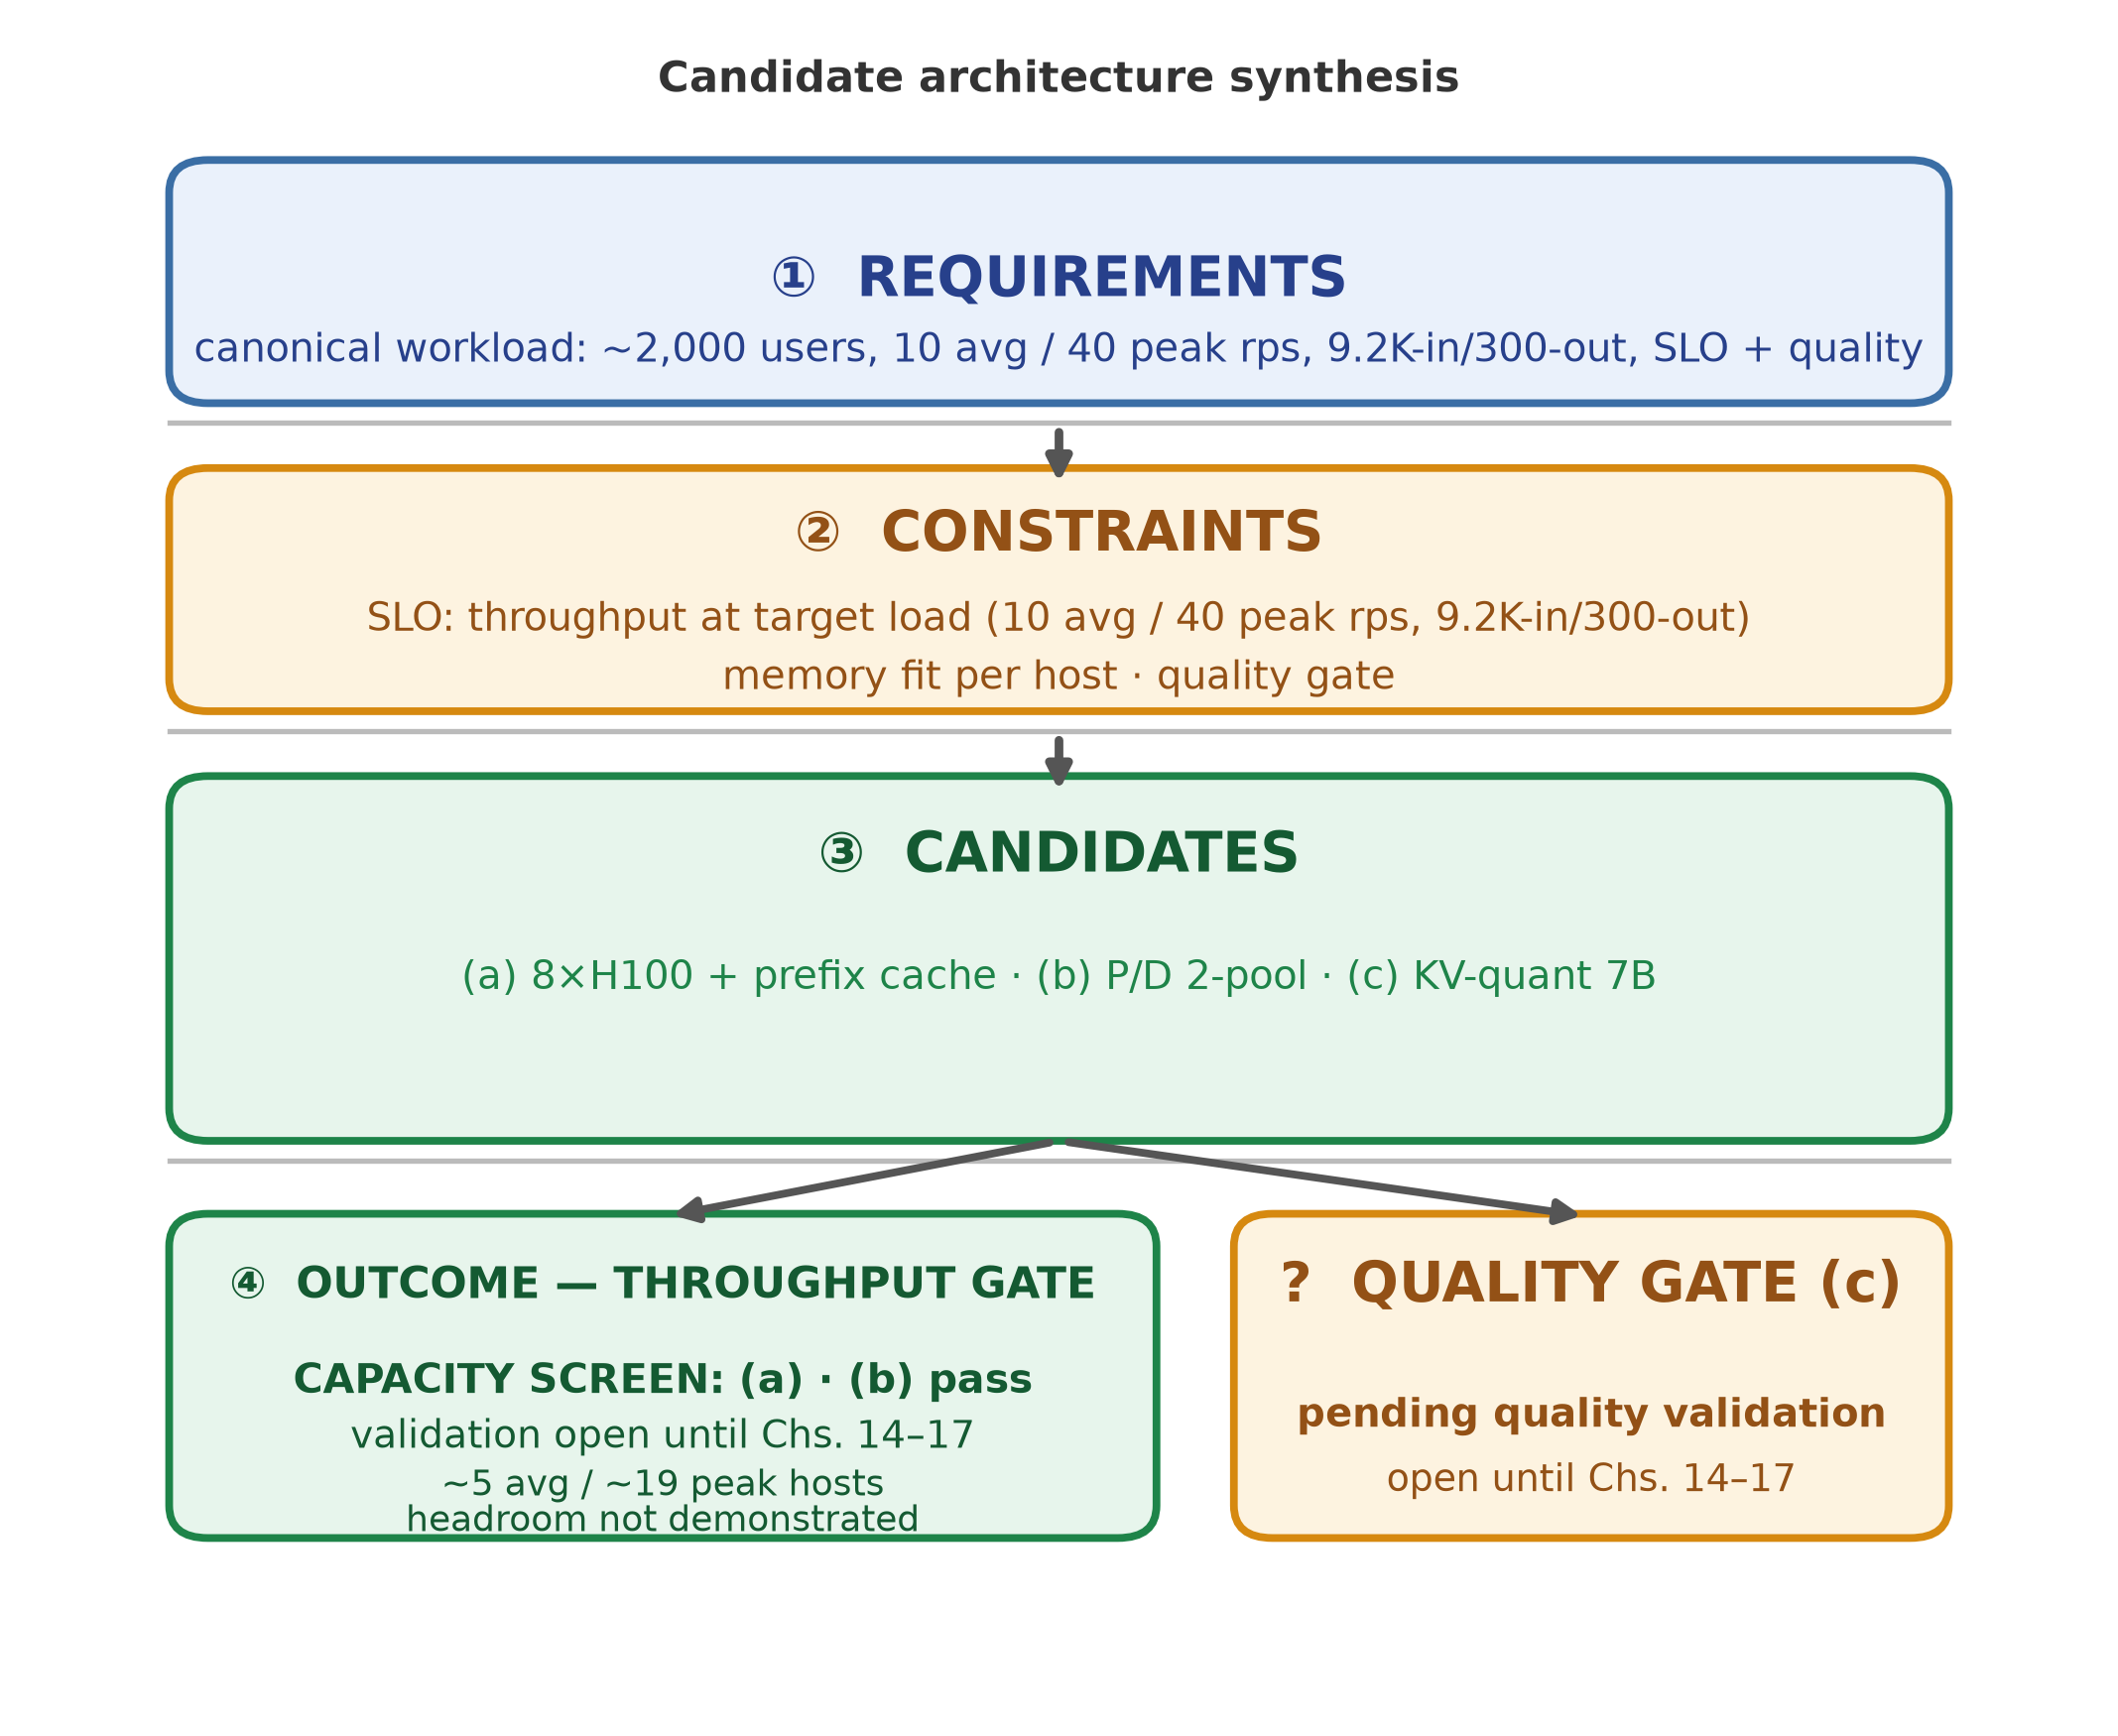 Candidate architecture synthesis
① REQUIREMENTS
canonical workload: ~2,000 users, 10 avg / 40 peak rps, 9.2K-in/300-out, SLO + quality
② CONSTRAINTS
SLO: throughput at target load (10 avg / 40 peak rps, 9.2K-in/300-out)
memory fit per host · quality gate
③ CANDIDATES
(a) 8×H100 + prefix cache · (b) P/D 2-pool · (c) KV-quant 7B
④ OUTCOME — THROUGHPUT GATE
CAPACITY SCREEN: (a) · (b) pass
validation open until Chs. 14–17
~5 avg / ~19 peak hosts
headroom not demonstrated
? QUALITY GATE (c)
pending quality validation
open until Chs. 14–17